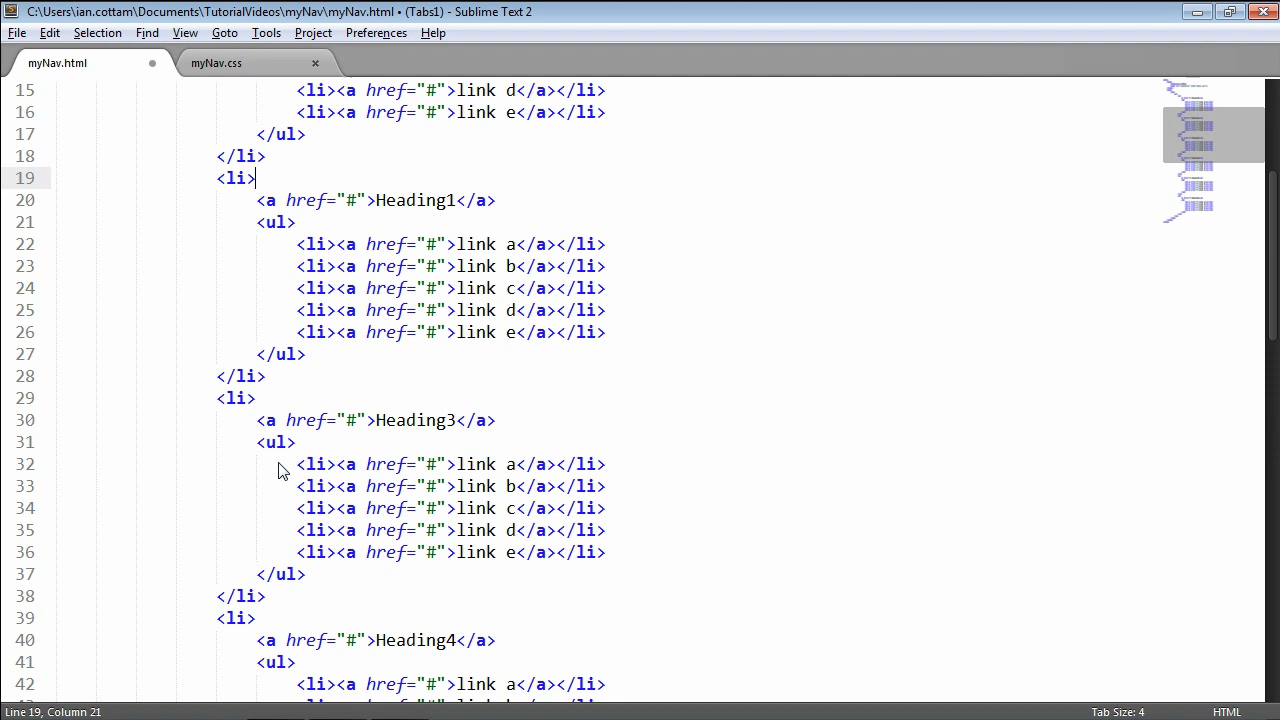 C:\Users\ian.cottam\Documents\TutorialVideos\myNav\myNav.html • (Tabs1) - Sublime Text 2
File Edit Selection Find View Goto Tools Project Preferences Help
myNav.html myNav.css
15 <li><a href="#">link d</a></li>
16 <li><a href="#">link e</a></li>
17 </ul>
18 </li>
19 <li>
20 <a href="#">Heading1</a>
21 <ul>
22 <li><a href="#">link a</a></li>
23 <li><a href="#">link b</a></li>
24 <li><a href="#">link c</a></li>
25 <li><a href="#">link d</a></li>
26 <li><a href="#">link e</a></li>
27 </ul>
28 </li>
29 <li>
30 <a href="#">Heading3</a>
31 <ul>
32 <li><a href="#">link a</a></li>
33 <li><a href="#">link b</a></li>
34 <li><a href="#">link c</a></li>
35 <li><a href="#">link d</a></li>
36 <li><a href="#">link e</a></li>
37 </ul>
38 </li>
39 <li>
40 <a href="#">Heading4</a>
41 <ul>
42 <li><a href="#">link a</a></li>
Line 19, Column 21 Tab Size: 4 HTML